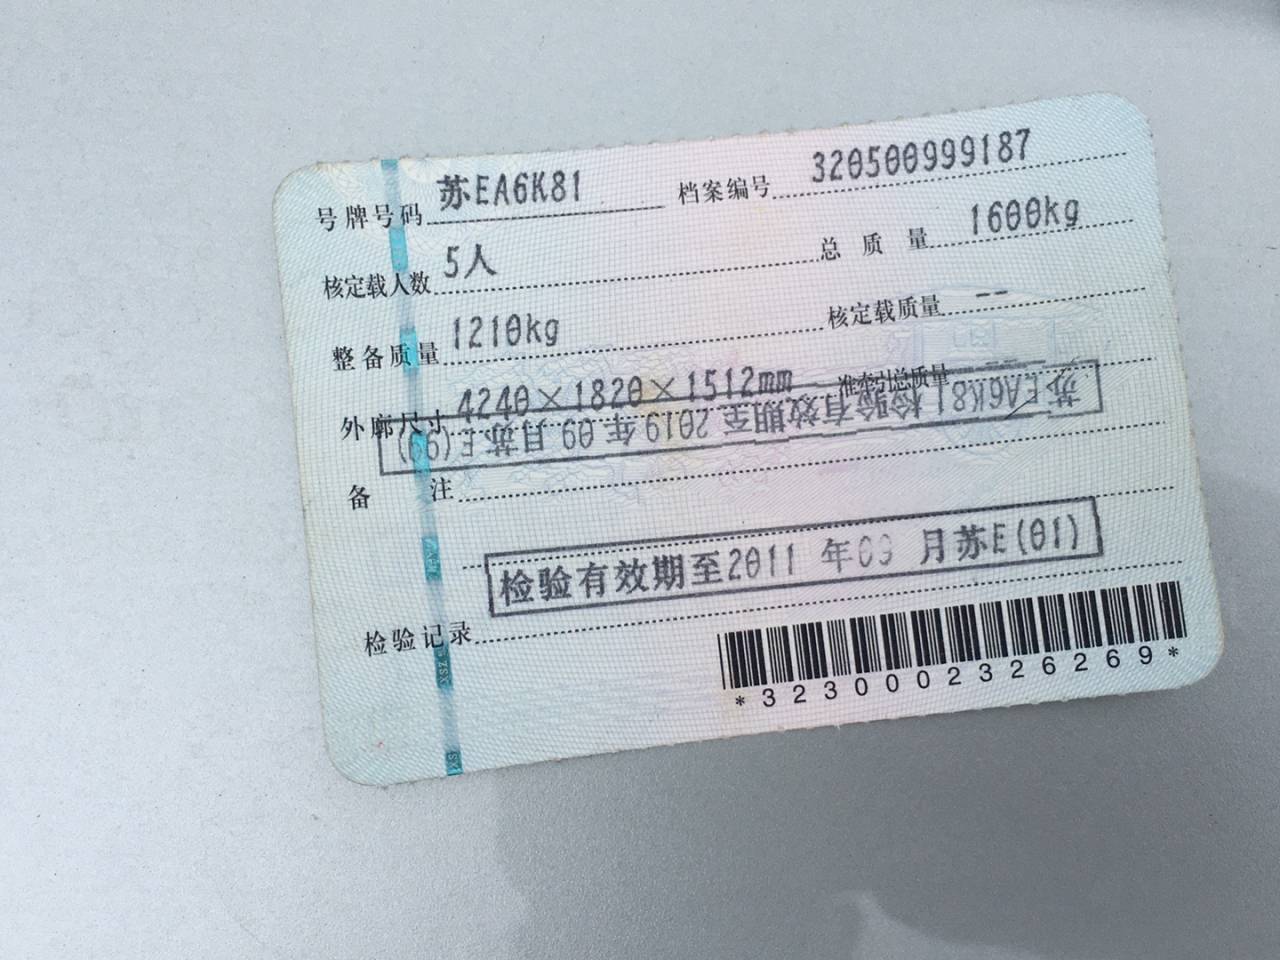 号牌号码 苏EA6K81 档案编号 320500999187
核定载人数 5人 总质量 1600kg
整备质量 1210kg 核定载质量 --
外廓尺寸 4240×1820×1512mm 准牵引总质量 --
苏EA6K81检验有效期至2019年09月苏E(09)
备注
检验有效期至2011年09月苏E(01)
检验记录
*3230002326269*